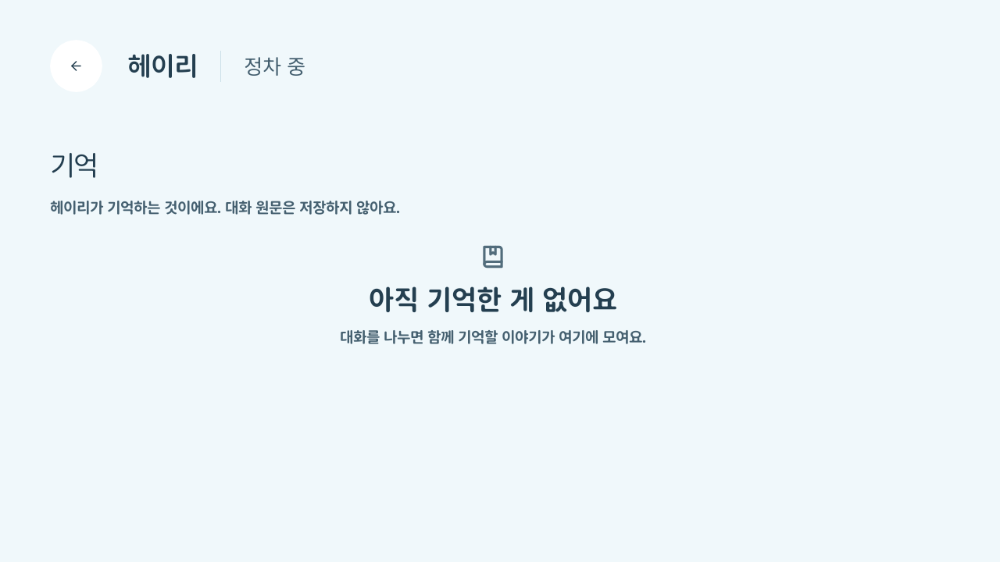 헤이리
정차 중
기억
헤이리가 기억하는 것이에요. 대화 원문은 저장하지 않아요.
아직 기억한 게 없어요
대화를 나누면 함께 기억할 이야기가 여기에 모여요.